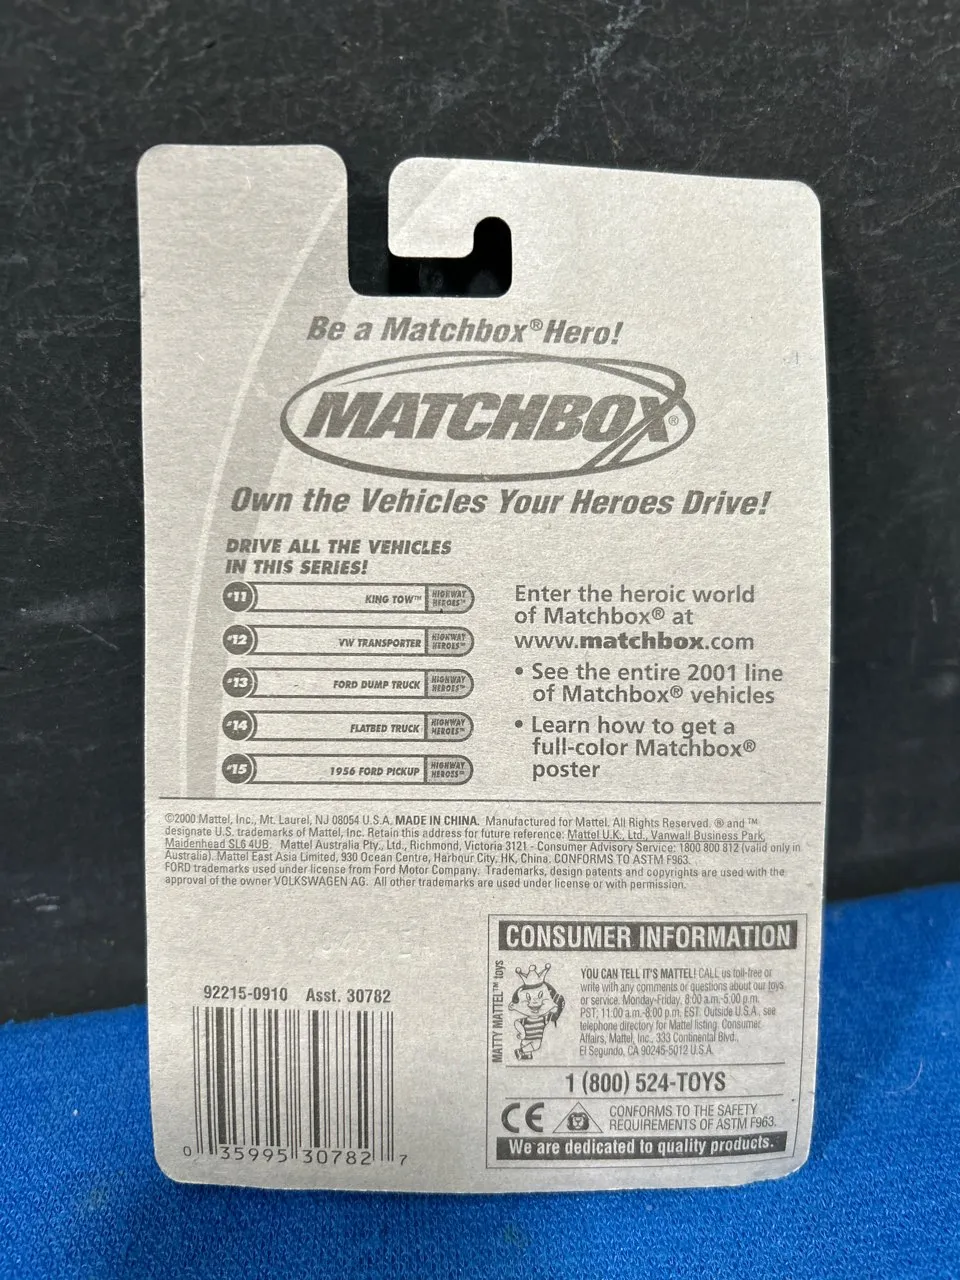 Be a Matchbox® Hero!
MATCHBOX®
Own the Vehicles Your Heroes Drive!
DRIVE ALL THE VEHICLES
IN THIS SERIES!
#11 KING TOW™ HIGHWAY HEROES™
#12 VW TRANSPORTER HIGHWAY HEROES™
#13 FORD DUMP TRUCK HIGHWAY HEROES™
#14 FLATBED TRUCK HIGHWAY HEROES™
#15 1956 FORD PICKUP HIGHWAY HEROES™
Enter the heroic world
of Matchbox® at
www.matchbox.com
• See the entire 2001 line
of Matchbox® vehicles
• Learn how to get a
full-color Matchbox®
poster
©2000 Mattel, Inc., Mt. Laurel, NJ 08054 U.S.A. MADE IN CHINA. Manufactured for Mattel. All Rights Reserved. ® and ™
designate U.S. trademarks of Mattel, Inc. Retain this address for future reference: Mattel U.K., Ltd., Vanwall Business Park,
Maidenhead SL6 4UB. Mattel Australia Pty., Ltd., Richmond, Victoria 3121 - Consumer Advisory Service: 1800 800 812 (valid only in
Australia). Mattel East Asia Limited, 930 Ocean Centre, Harbour City, HK, China. CONFORMS TO ASTM F963.
FORD trademarks used under license from Ford Motor Company. Trademarks, design patents and copyrights are used with the
approval of the owner VOLKSWAGEN AG. All other trademarks are used under license or with permission.
92215-0910 Asst. 30782
0 35995 30782 7
CONSUMER INFORMATION
MATTY MATTEL™ toys
YOU CAN TELL IT'S MATTEL! CALL us toll-free or
write with any comments or questions about our toys
or service. Monday-Friday, 8:00 a.m-5:00 p.m.
PST; 11:00 a.m.-8:00 p.m. EST. Outside U.S.A., see
telephone directory for Mattel listing. Consumer
Affairs, Mattel, Inc., 333 Continental Blvd.,
El Segundo, CA 90245-5012 U.S.A.
1 (800) 524-TOYS
CE
CONFORMS TO THE SAFETY
REQUIREMENTS OF ASTM F963.
We are dedicated to quality products.